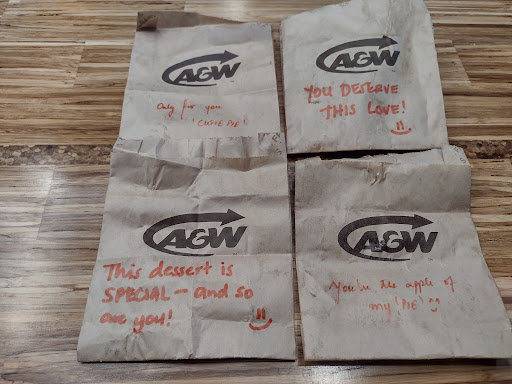 A&W
Only for you
'CUTIE PIE'!
A&W
YOU DESERVE
THIS LOVE!
A&W
This dessert is
SPECIAL - and so
are you!
A&W
You're the apple of
my 'PIE'